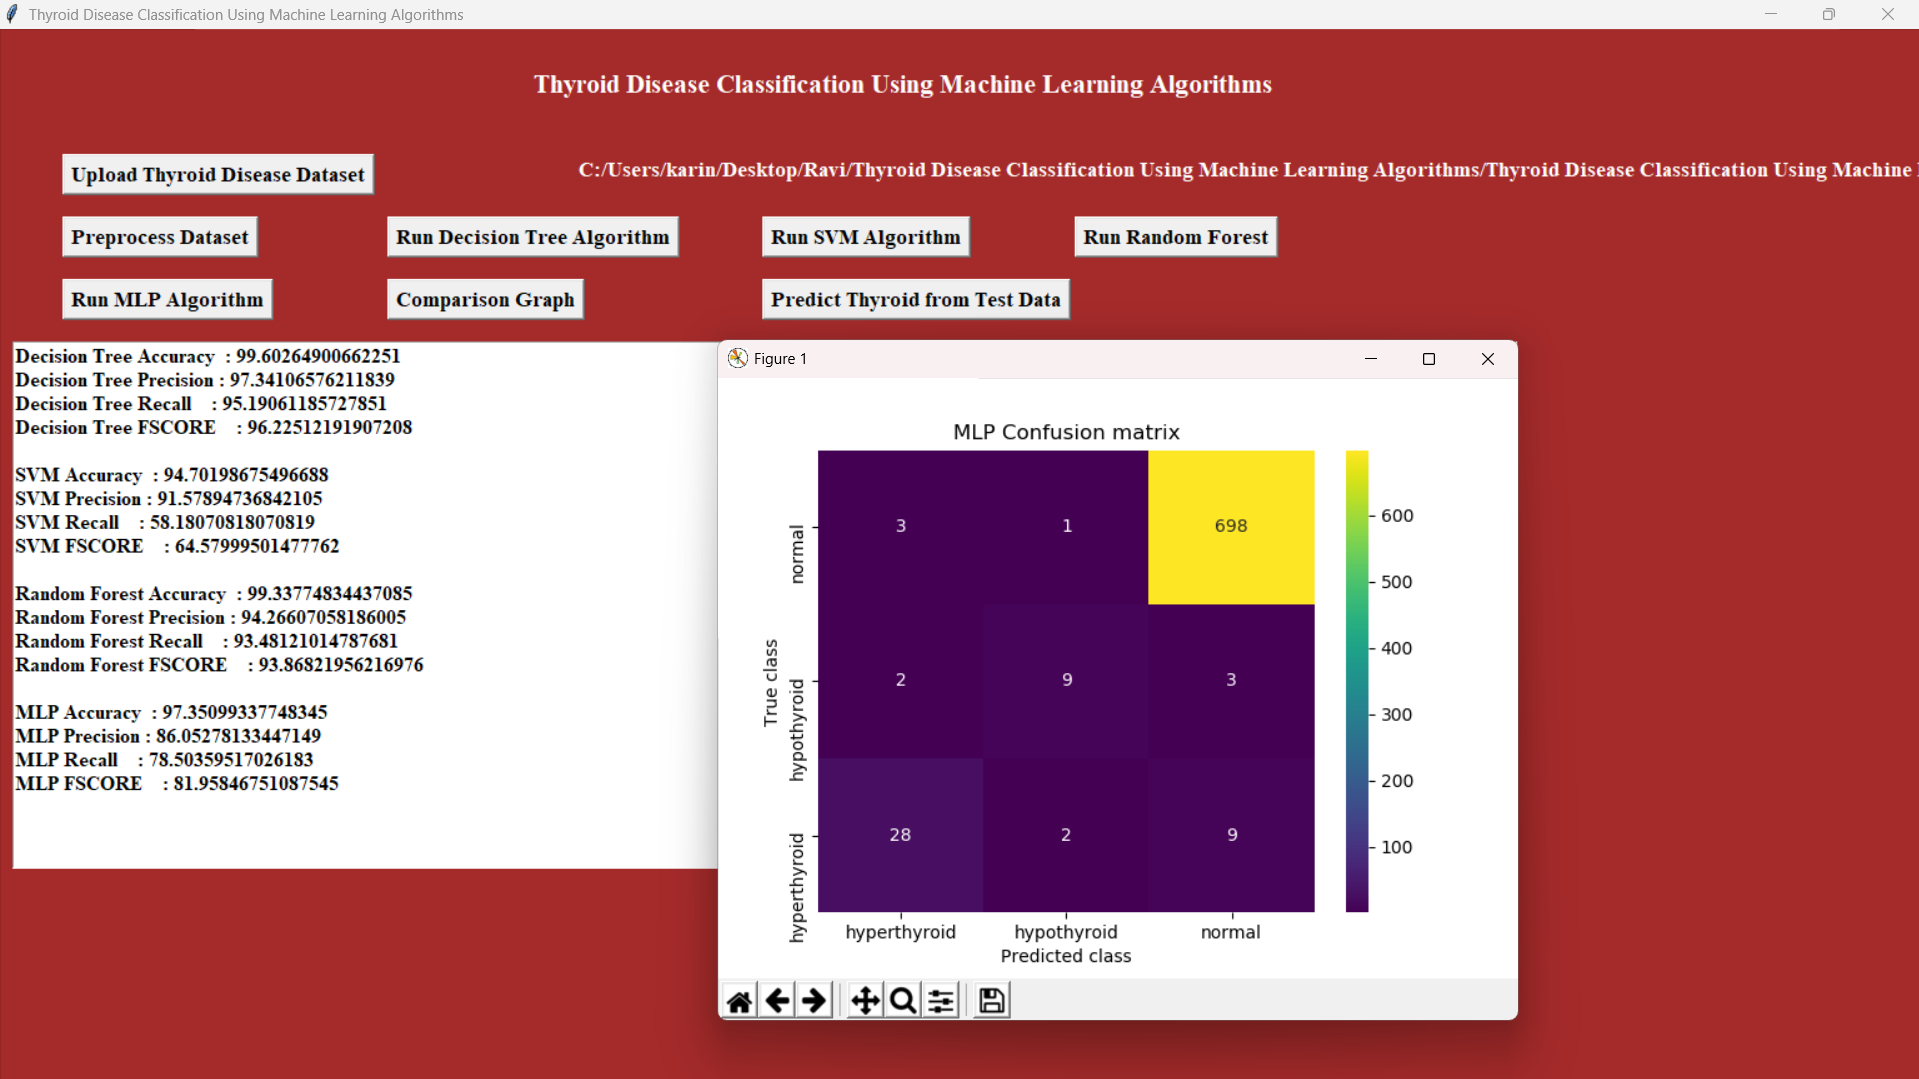 Thyroid Disease Classification Using Machine Learning Algorithms
Thyroid Disease Classification Using Machine Learning Algorithms
Upload Thyroid Disease Dataset
C:/Users/karin/Desktop/Ravi/Thyroid Disease Classification Using Machine Learning Algorithms/Thyroid Disease Classification Using Machine
Preprocess Dataset
Run Decision Tree Algorithm
Run SVM Algorithm
Run Random Forest
Run MLP Algorithm
Comparison Graph
Predict Thyroid from Test Data
Decision Tree Accuracy : 99.60264900662251
Decision Tree Precision : 97.34106576211839
Decision Tree Recall : 95.19061185727851
Decision Tree FSCORE : 96.22512191907208
SVM Accuracy : 94.70198675496688
SVM Precision : 91.57894736842105
SVM Recall : 58.18070818070819
SVM FSCORE : 64.57999501477762
Random Forest Accuracy : 99.33774834437085
Random Forest Precision : 94.26607058186005
Random Forest Recall : 93.48121014787681
Random Forest FSCORE : 93.86821956216976
MLP Accuracy : 97.35099337748345
MLP Precision : 86.05278133447149
MLP Recall : 78.50359517026183
MLP FSCORE : 81.95846751087545
Figure 1
MLP Confusion matrix
True class
normal
3 1 698
hypothyroid
2 9 3
hyperthyroid
28 2 9
hyperthyroid hypothyroid normal
Predicted class
600
500
400
300
200
100